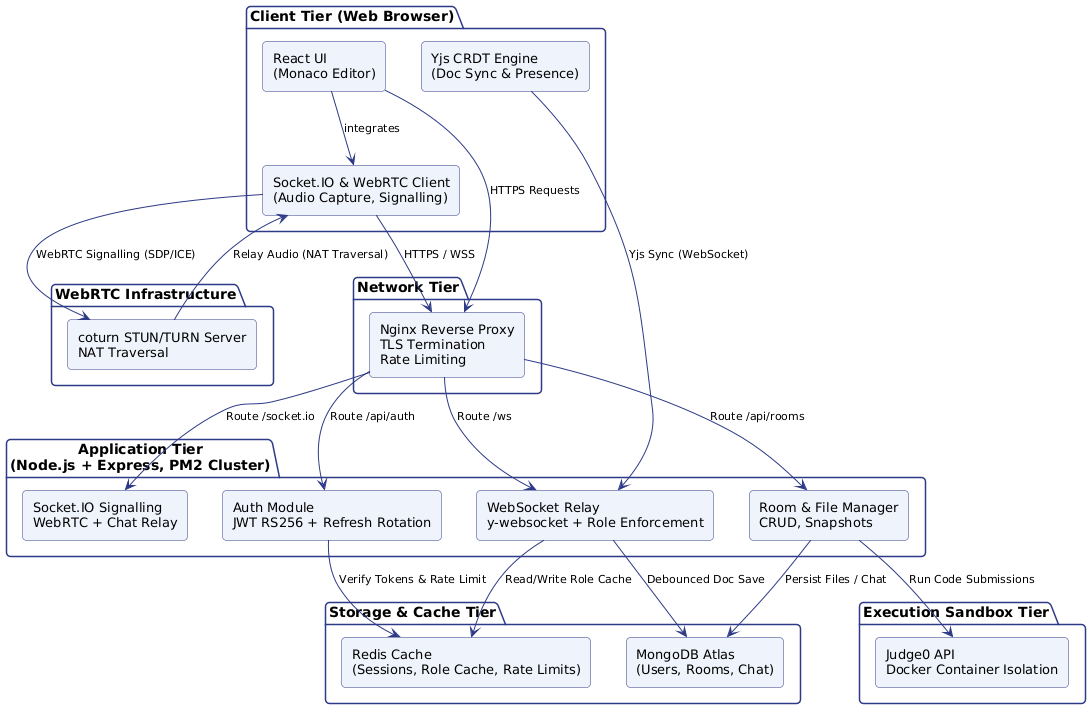 Client Tier (Web Browser)
React UI
(Monaco Editor)
Yjs CRDT Engine
(Doc Sync & Presence)
integrates
Socket.IO & WebRTC Client
(Audio Capture, Signalling)
HTTPS Requests
WebRTC Signalling (SDP/ICE)
Relay Audio (NAT Traversal)
HTTPS / WSS
Yjs Sync (WebSocket)
WebRTC Infrastructure
coturn STUN/TURN Server
NAT Traversal
Network Tier
Nginx Reverse Proxy
TLS Termination
Rate Limiting
Route /socket.io
Route /api/auth
Route /ws
Route /api/rooms
Application Tier
(Node.js + Express, PM2 Cluster)
Socket.IO Signalling
WebRTC + Chat Relay
Auth Module
JWT RS256 + Refresh Rotation
WebSocket Relay
y-websocket + Role Enforcement
Room & File Manager
CRUD, Snapshots
Verify Tokens & Rate Limit
Read/Write Role Cache
Debounced Doc Save
Persist Files / Chat
Run Code Submissions
Storage & Cache Tier
Redis Cache
(Sessions, Role Cache, Rate Limits)
MongoDB Atlas
(Users, Rooms, Chat)
Execution Sandbox Tier
Judge0 API
Docker Container Isolation